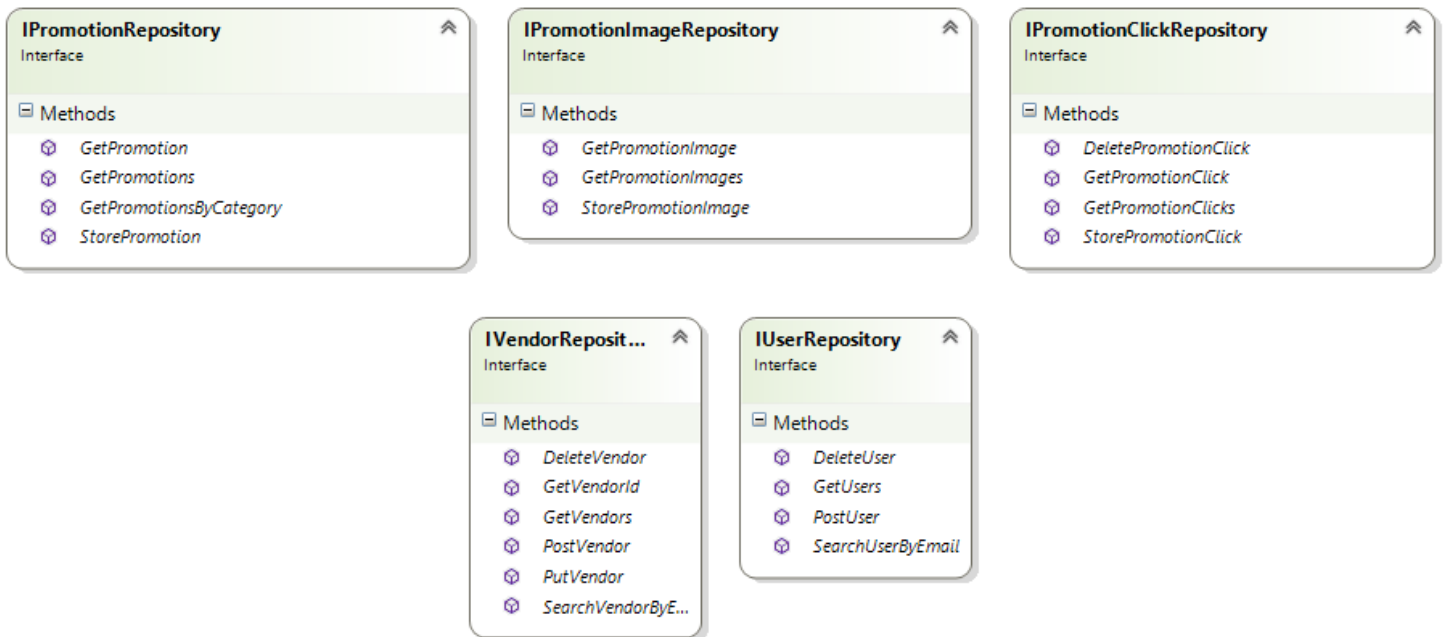 IPromotionRepository
Interface
Methods
GetPromotion
GetPromotions
GetPromotionsByCategory
StorePromotion
IPromotionImageRepository
Interface
Methods
GetPromotionImage
GetPromotionImages
StorePromotionImage
IPromotionClickRepository
Interface
Methods
DeletePromotionClick
GetPromotionClick
GetPromotionClicks
StorePromotionClick
IVendorReposit...
Interface
Methods
DeleteVendor
GetVendorId
GetVendors
PostVendor
PutVendor
SearchVendorByE...
IUserRepository
Interface
Methods
DeleteUser
GetUsers
PostUser
SearchUserByEmail